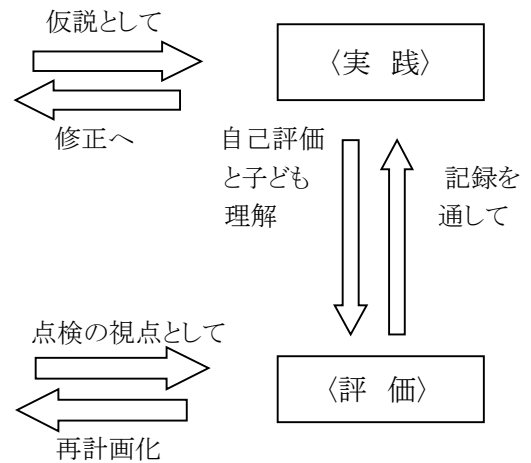 仮説として
〈実　践〉
修正へ
自己評価
と子ども
理解
記録を
通して
点検の視点として
〈評　価〉
再計画化